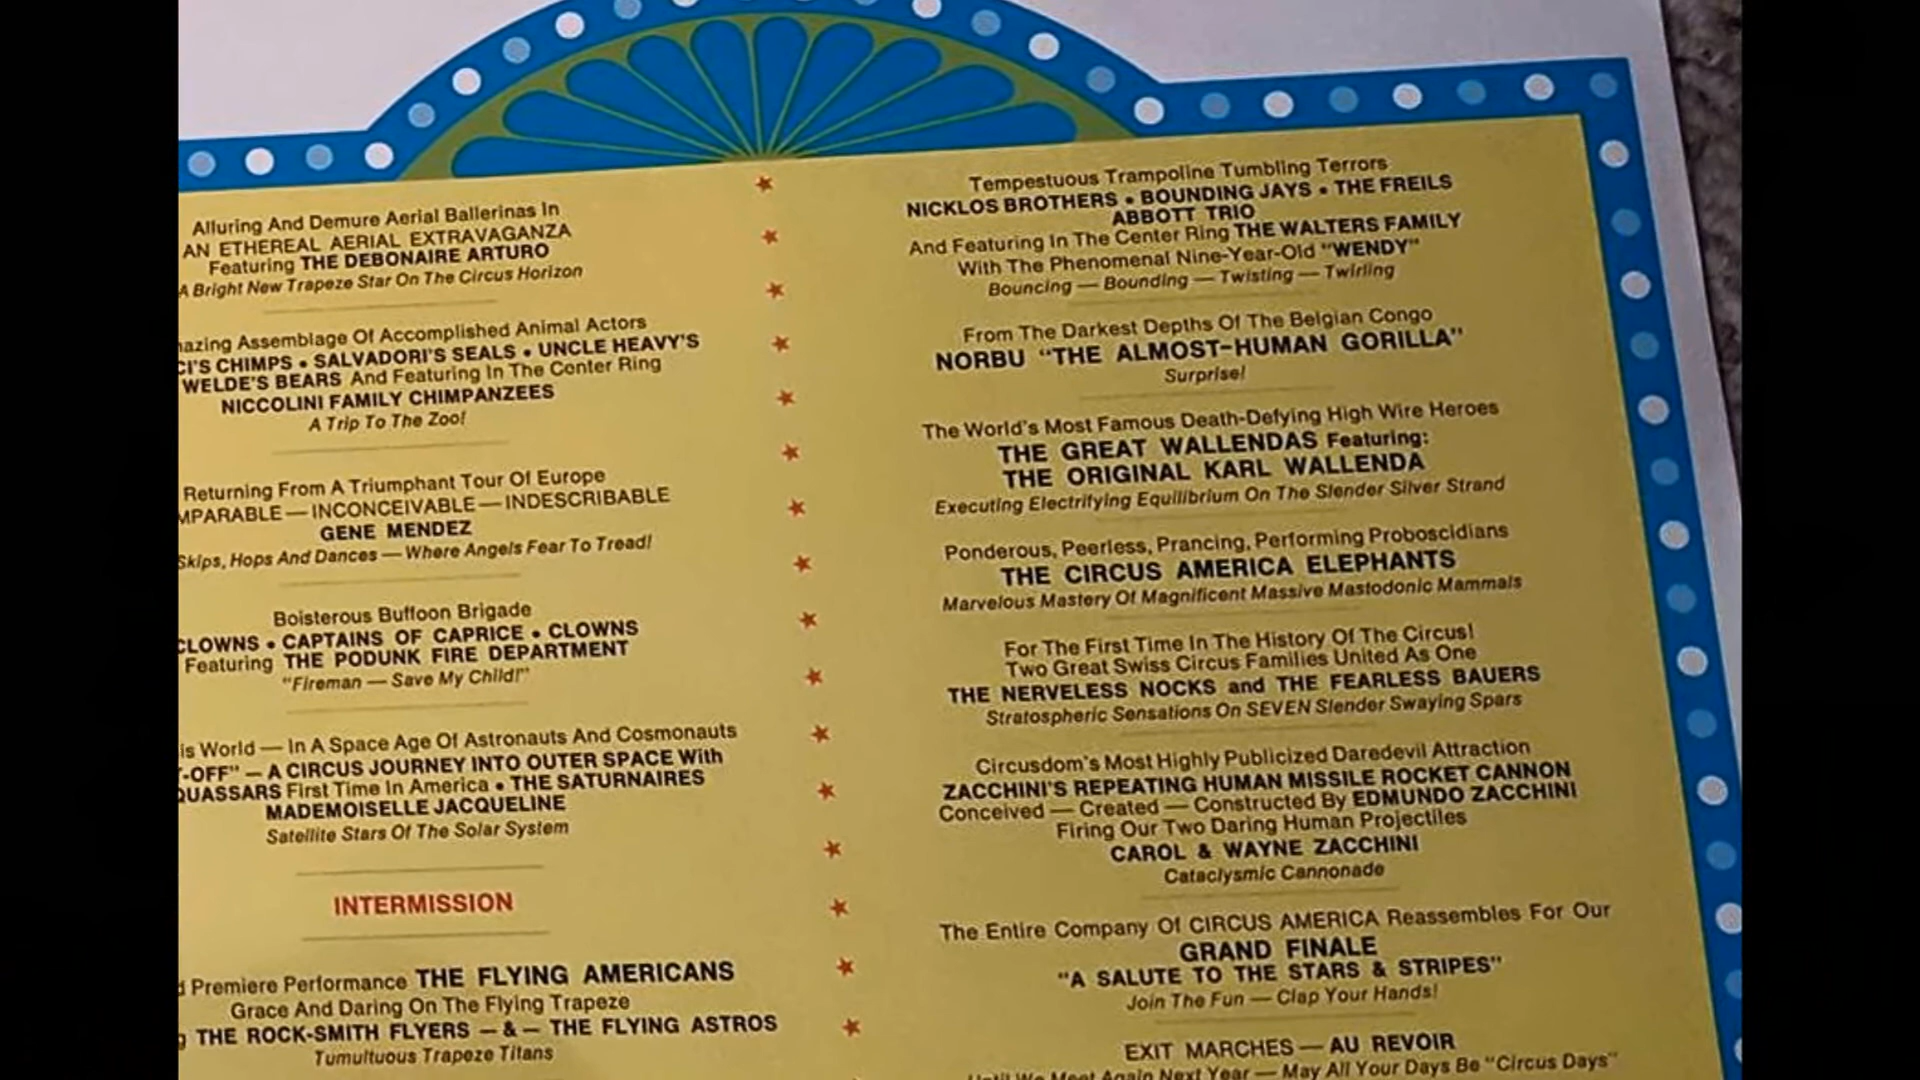 Alluring And Demure Aerial Ballerinas In
AN ETHEREAL AERIAL EXTRAVAGANZA
Featuring THE DEBONAIRE ARTURO
A Bright New Trapeze Star On The Circus Horizon
Assemblage Of Accomplished Animal Actors
CHIMPS • SALVADORI'S SEALS • UNCLE HEAVY'S
WELDE'S BEARS And Featuring In The Center Ring
NICCOLINI FAMILY CHIMPANZEES
A Trip To The Zoo!
Returning From A Triumphant Tour Of Europe
— INCONCEIVABLE — INDESCRIBABLE
GENE MENDEZ
Skips, Hops And Dances — Where Angels Fear To Tread!
Boisterous Buffoon Brigade
CLOWNS • CAPTAINS OF CAPRICE • CLOWNS
Featuring THE PODUNK FIRE DEPARTMENT
"Fireman — Save My Child!"
World — In A Space Age Of Astronauts And Cosmonauts
-OFF" — A CIRCUS JOURNEY INTO OUTER SPACE With
QUASSARS First Time In America • THE SATURNAIRES
MADEMOISELLE JACQUELINE
Satellite Stars Of The Solar System
INTERMISSION
Premiere Performance THE FLYING AMERICANS
Grace And Daring On The Flying Trapeze
THE ROCK-SMITH FLYERS — & — THE FLYING ASTROS
Tumultuous Trapeze Titans
Tempestuous Trampoline Tumbling Terrors
NICKLOS BROTHERS • BOUNDING JAYS • THE FREILS
ABBOTT TRIO
And Featuring In The Center Ring THE WALTERS FAMILY
With The Phenomenal Nine-Year-Old "WENDY"
Bouncing — Bounding — Twisting — Twirling
From The Darkest Depths Of The Belgian Congo
NORBU "THE ALMOST-HUMAN GORILLA"
Surprise!
The World's Most Famous Death-Defying High Wire Heroes
THE GREAT WALLENDAS Featuring:
THE ORIGINAL KARL WALLENDA
Executing Electrifying Equilibrium On The Slender Silver Strand
Ponderous, Peerless, Prancing, Performing Proboscidians
THE CIRCUS AMERICA ELEPHANTS
Marvelous Mastery Of Magnificent Massive Mastodonic Mammals
For The First Time In The History Of The Circus!
Two Great Swiss Circus Families United As One
THE NERVELESS NOCKS and THE FEARLESS BAUERS
Stratospheric Sensations On SEVEN Slender Swaying Spars
Circusdom's Most Highly Publicized Daredevil Attraction
ZACCHINI'S REPEATING HUMAN MISSILE ROCKET CANNON
Conceived — Created — Constructed By EDMUNDO ZACCHINI
Firing Our Two Daring Human Projectiles
CAROL & WAYNE ZACCHINI
Cataclysmic Cannonade
The Entire Company Of CIRCUS AMERICA Reassembles For Our
GRAND FINALE
"A SALUTE TO THE STARS & STRIPES"
Join The Fun — Clap Your Hands!
EXIT MARCHES — AU REVOIR
Until We Meet Again Next Year — May All Your Days Be "Circus Days"